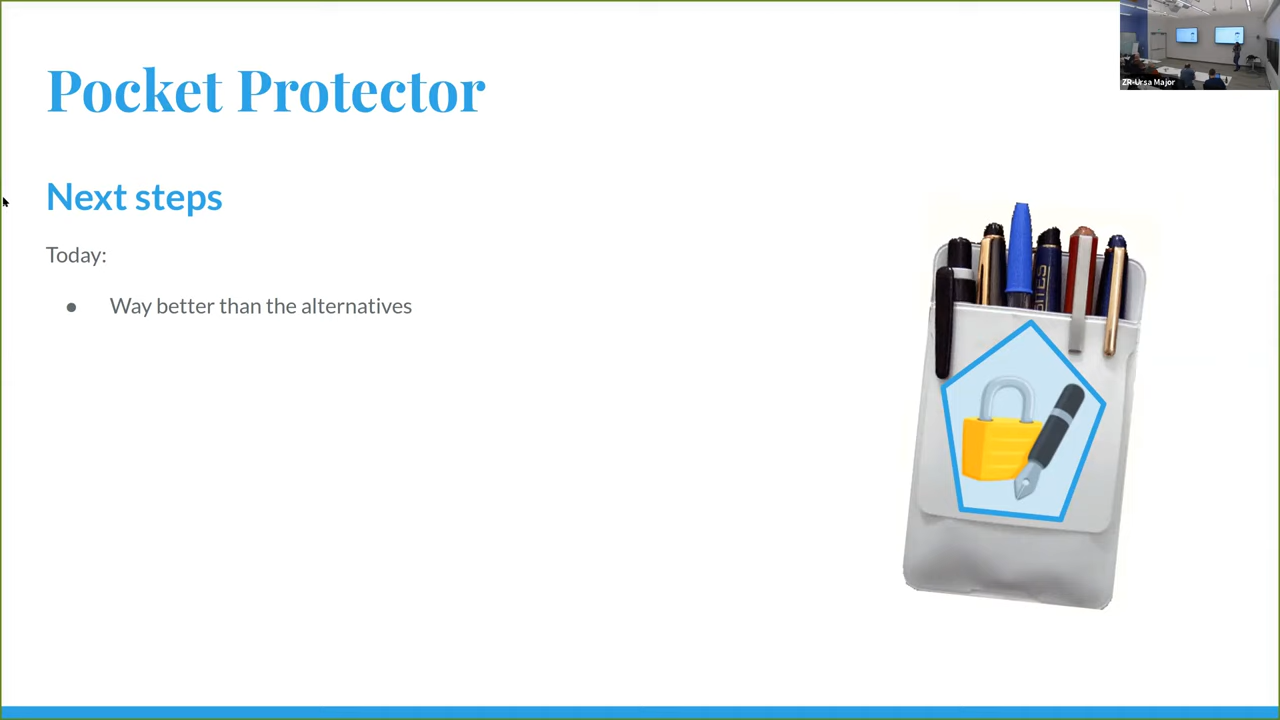 Pocket Protector
ZR-Ursa Major
Next steps
Today:
● Way better than the alternatives